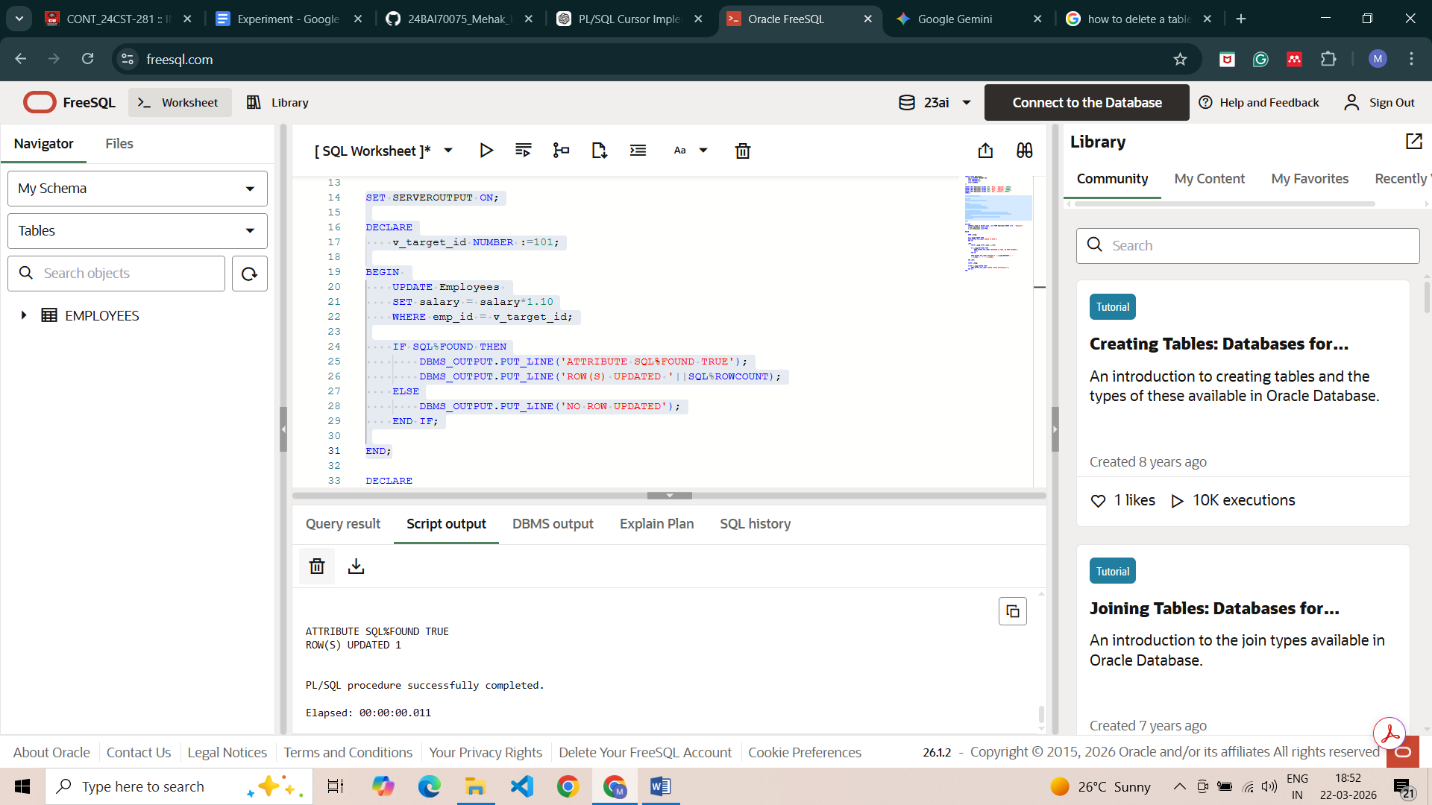 CONT_24CST-281 :: I
Experiment - Google
24BAI70075_Mehak_
PL/SQL Cursor Imple
Oracle FreeSQL
Google Gemini
how to delete a table
freesql.com
M
FreeSQL
Worksheet
Library
23ai
Connect to the Database
Help and Feedback
Sign Out
Navigator
Files
My Schema
Tables
Search objects
EMPLOYEES
[ SQL Worksheet ]*
Aa
13
14 SET SERVEROUTPUT ON;
15
16 DECLARE
17 v_target_id NUMBER :=101;
18
19 BEGIN
20 UPDATE Employees
21 SET salary = salary*1.10
22 WHERE emp_id = v_target_id;
23
24 IF SQL%FOUND THEN
25 DBMS_OUTPUT.PUT_LINE('ATTRIBUTE SQL%FOUND TRUE');
26 DBMS_OUTPUT.PUT_LINE('ROW(S) UPDATED '||SQL%ROWCOUNT);
27 ELSE
28 DBMS_OUTPUT.PUT_LINE('NO ROW UPDATED');
29 END IF;
30
31 END;
32
33 DECLARE
Query result
Script output
DBMS output
Explain Plan
SQL history
ATTRIBUTE SQL%FOUND TRUE
ROW(S) UPDATED 1
PL/SQL procedure successfully completed.
Elapsed: 00:00:00.011
Library
Community
My Content
My Favorites
Recently
Search
Tutorial
Creating Tables: Databases for...
An introduction to creating tables and the
types of these available in Oracle Database.
Created 8 years ago
1 likes
10K executions
Tutorial
Joining Tables: Databases for...
An introduction to the join types available in
Oracle Database.
Created 7 years ago
About Oracle
Contact Us
Legal Notices
Terms and Conditions
Your Privacy Rights
Delete Your FreeSQL Account
Cookie Preferences
26.1.2 - Copyright © 2015, 2026 Oracle and/or its affiliates All rights reserved
Type here to search
26°C Sunny
ENG
IN
18:52
22-03-2026
21